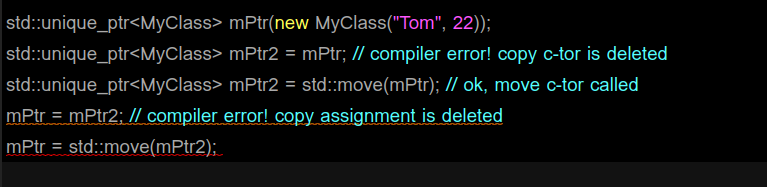 std::unique_ptr<MyClass> mPtr(new MyClass("Tom", 22));
std::unique_ptr<MyClass> mPtr2 = mPtr; // compiler error! copy c-tor is deleted
std::unique_ptr<MyClass> mPtr2 = std::move(mPtr); // ok, move c-tor called
mPtr = mPtr2; // compiler error! copy assignment is deleted
mPtr = std::move(mPtr2);